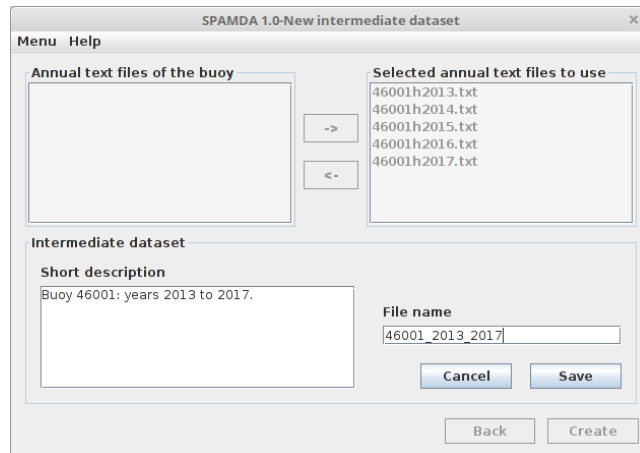 SPAMDA 1.0-New intermediate dataset ×
Menu Help
Annual text files of the buoy
->
<-
Selected annual text files to use
46001h2013.txt
46001h2014.txt
46001h2015.txt
46001h2016.txt
46001h2017.txt
Intermediate dataset
Short description
Buoy 46001: years 2013 to 2017.
File name
46001_2013_2017
Cancel Save
Back Create